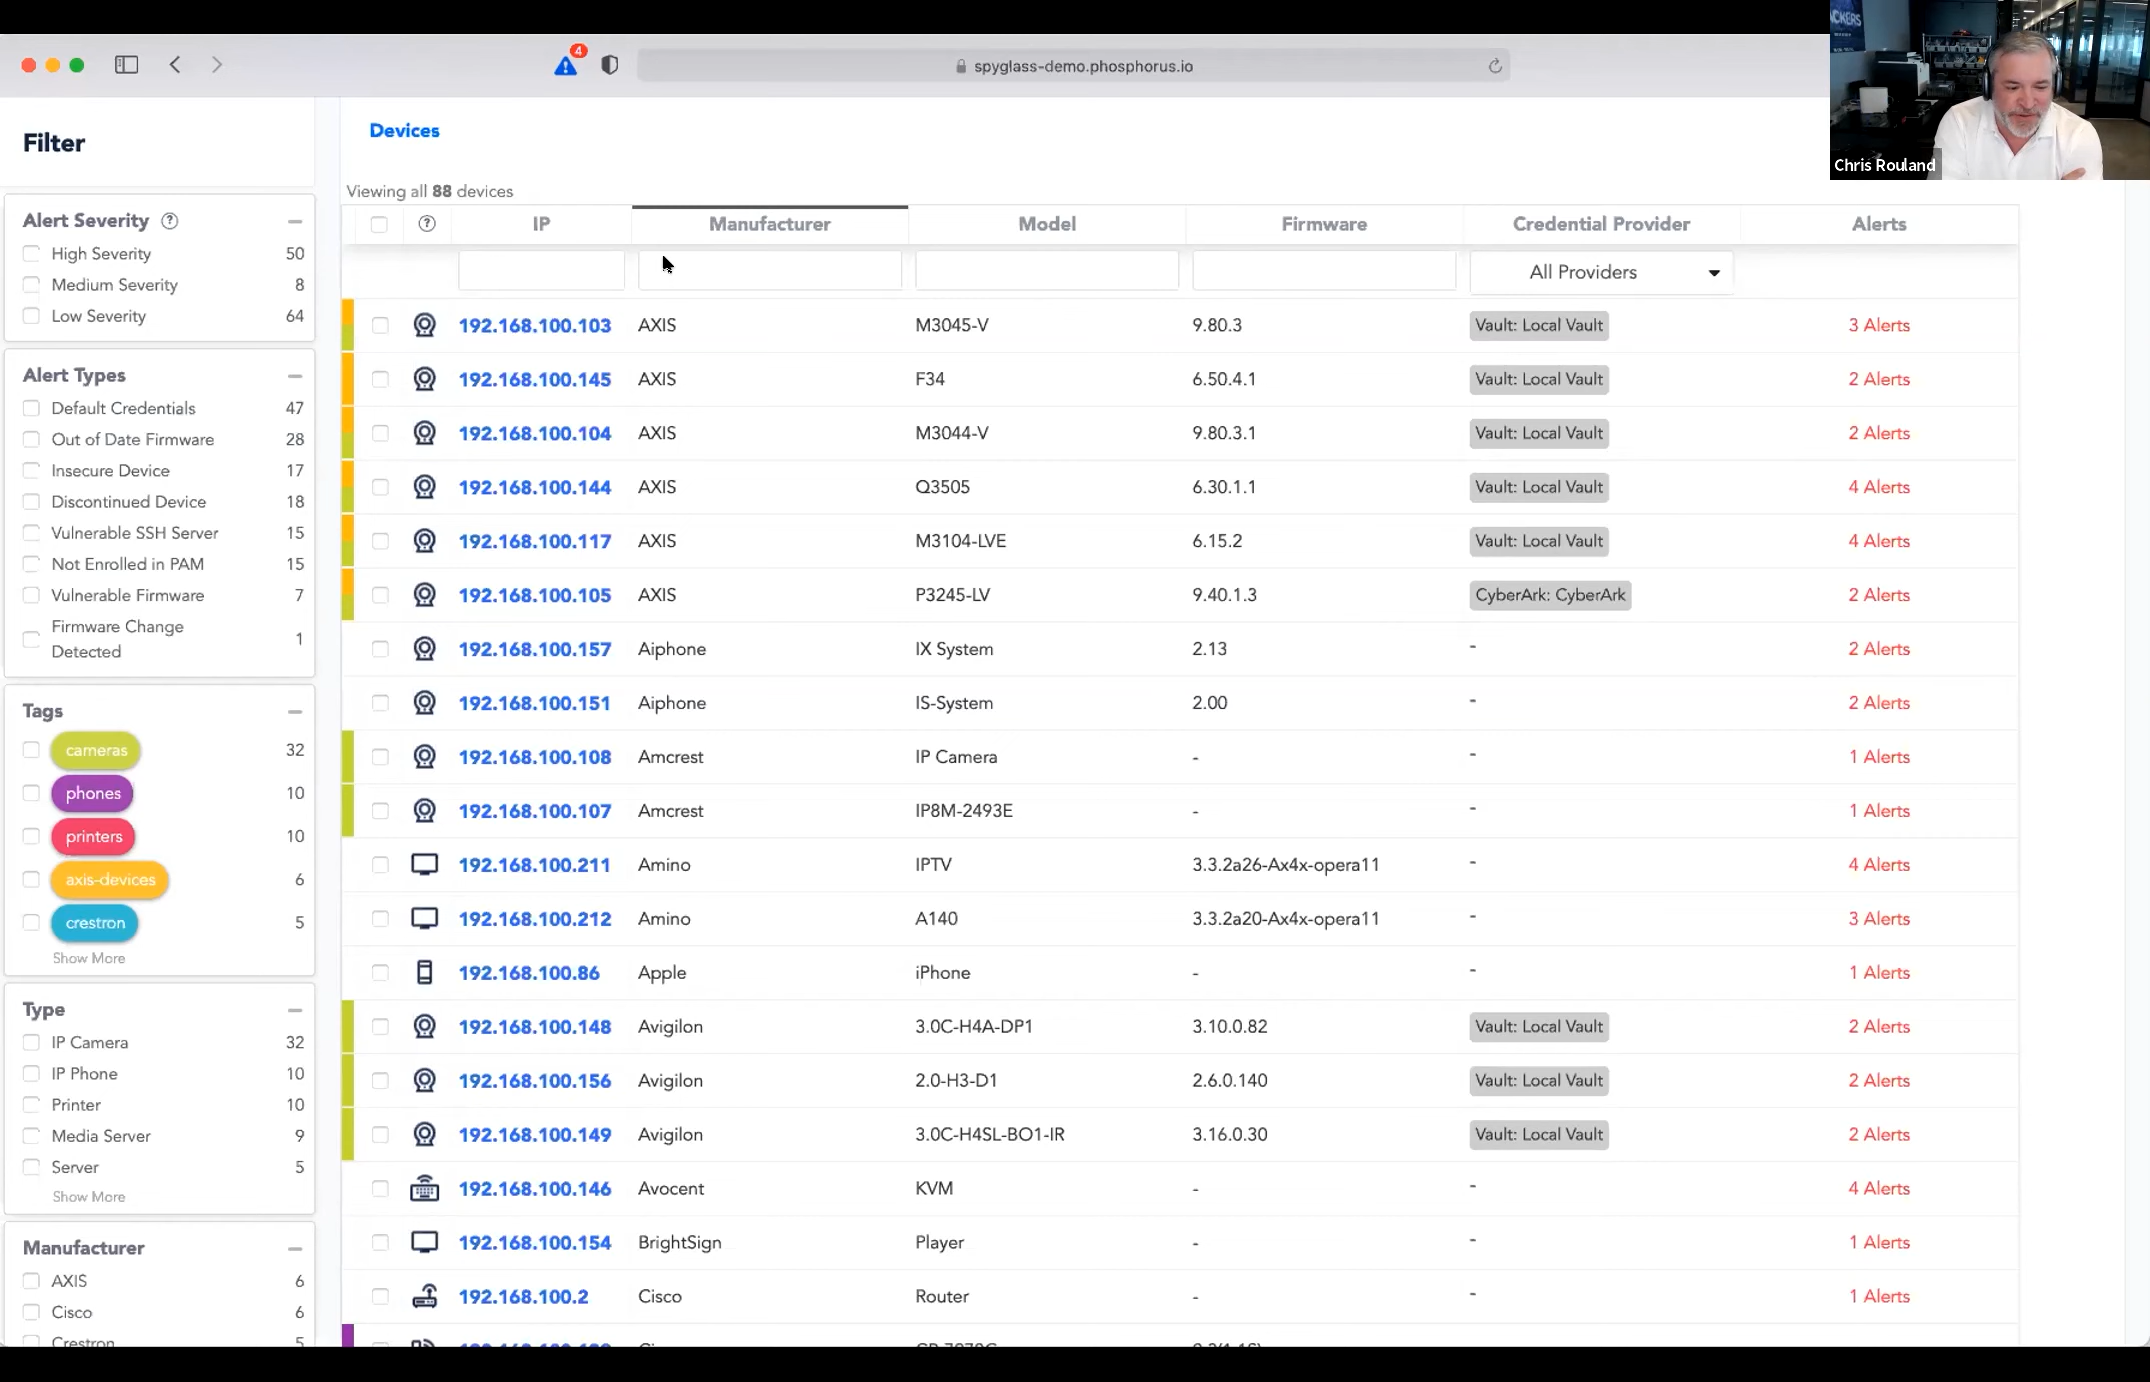 4
spyglass-demo.phosphorus.io
CKERS
Chris Rouland
Filter
Alert Severity ?
High Severity 50
Medium Severity 8
Low Severity 64
Alert Types
Default Credentials 47
Out of Date Firmware 28
Insecure Device 17
Discontinued Device 18
Vulnerable SSH Server 15
Not Enrolled in PAM 15
Vulnerable Firmware 7
Firmware Change
Detected 1
Tags
cameras 32
phones 10
printers 10
axis-devices 6
crestron 5
Show More
Type
IP Camera 32
IP Phone 10
Printer 10
Media Server 9
Server 5
Show More
Manufacturer
AXIS 6
Cisco 6
Crestron 5
Devices
Viewing all 88 devices
? IP Manufacturer Model Firmware Credential Provider Alerts
All Providers
192.168.100.103 AXIS M3045-V 9.80.3 Vault: Local Vault 3 Alerts
192.168.100.145 AXIS F34 6.50.4.1 Vault: Local Vault 2 Alerts
192.168.100.104 AXIS M3044-V 9.80.3.1 Vault: Local Vault 2 Alerts
192.168.100.144 AXIS Q3505 6.30.1.1 Vault: Local Vault 4 Alerts
192.168.100.117 AXIS M3104-LVE 6.15.2 Vault: Local Vault 4 Alerts
192.168.100.105 AXIS P3245-LV 9.40.1.3 CyberArk: CyberArk 2 Alerts
192.168.100.157 Aiphone IX System 2.13 - 2 Alerts
192.168.100.151 Aiphone IS-System 2.00 - 2 Alerts
192.168.100.108 Amcrest IP Camera - - 1 Alerts
192.168.100.107 Amcrest IP8M-2493E - - 1 Alerts
192.168.100.211 Amino IPTV 3.3.2a26-Ax4x-opera11 - 4 Alerts
192.168.100.212 Amino A140 3.3.2a20-Ax4x-opera11 - 3 Alerts
192.168.100.86 Apple iPhone - - 1 Alerts
192.168.100.148 Avigilon 3.0C-H4A-DP1 3.10.0.82 Vault: Local Vault 2 Alerts
192.168.100.156 Avigilon 2.0-H3-D1 2.6.0.140 Vault: Local Vault 2 Alerts
192.168.100.149 Avigilon 3.0C-H4SL-BO1-IR 3.16.0.30 Vault: Local Vault 2 Alerts
192.168.100.146 Avocent KVM - - 4 Alerts
192.168.100.154 BrightSign Player - - 1 Alerts
192.168.100.2 Cisco Router - - 1 Alerts